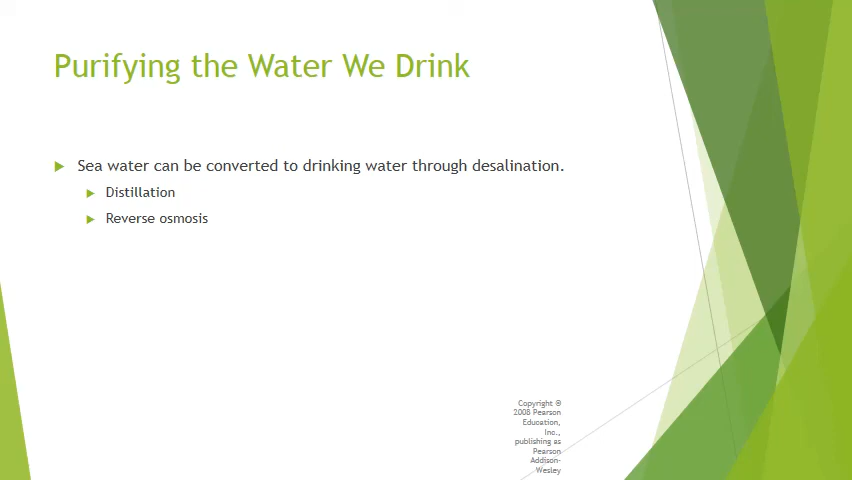 Purifying the Water We Drink
Sea water can be converted to drinking water through desalination.
Distillation
Reverse osmosis
Copyright ©
2008 Pearson
Education,
Inc.,
publishing as
Pearson
Addison-
Wesley